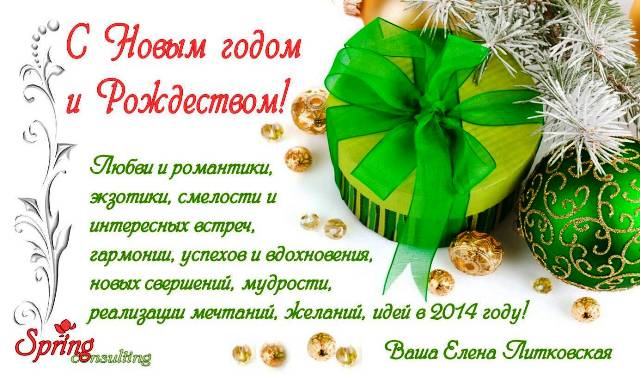 С Новым годом
и Рождеством!
Любви и романтики,
экзотики, смелости и
интересных встреч,
гармонии, успехов и вдохновения,
новых свершений, мудрости,
реализации мечтаний, желаний, идей в 2014 году!
Spring
consulting
Ваша Елена Литковская